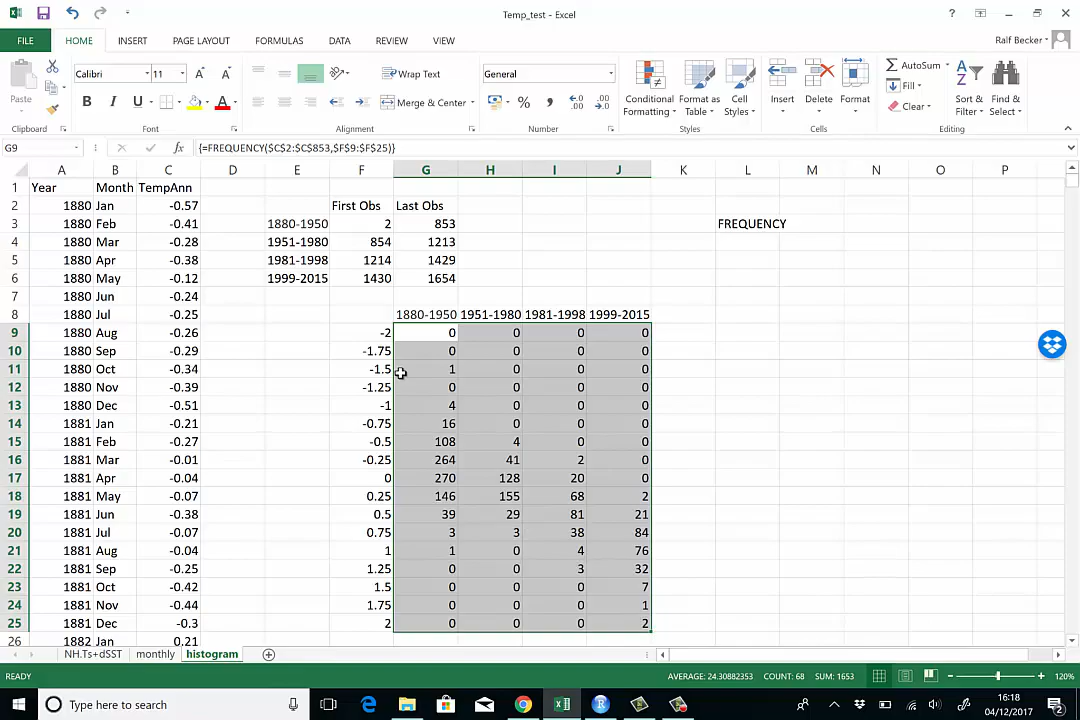 Temp_test - Excel
FILE HOME INSERT PAGE LAYOUT FORMULAS DATA REVIEW VIEW Ralf Becker
Calibri 11 Wrap Text General AutoSum
Fill
Paste B I U A Merge & Center % Conditional Formatting Format as Table Cell Styles Insert Delete Format Clear Sort & Filter Find & Select
Clipboard Font Alignment Number Styles Cells Editing
G9 fx {=FREQUENCY($C$2:$C$853,$F$9:$F$25)}
A B C D E F G H I J K L M N O P
1 Year Month TempAnn
2 1880 Jan -0.57 First Obs Last Obs
3 1880 Feb -0.41 1880-1950 2 853 FREQUENCY
4 1880 Mar -0.28 1951-1980 854 1213
5 1880 Apr -0.38 1981-1998 1214 1429
6 1880 May -0.12 1999-2015 1430 1654
7 1880 Jun -0.24
8 1880 Jul -0.25 1880-1950 1951-1980 1981-1998 1999-2015
9 1880 Aug -0.26 -2 0 0 0 0
10 1880 Sep -0.29 -1.75 0 0 0 0
11 1880 Oct -0.34 -1.5 1 0 0 0
12 1880 Nov -0.39 -1.25 0 0 0 0
13 1880 Dec -0.51 -1 4 0 0 0
14 1881 Jan -0.21 -0.75 16 0 0 0
15 1881 Feb -0.27 -0.5 108 4 0 0
16 1881 Mar -0.01 -0.25 264 41 2 0
17 1881 Apr -0.04 0 270 128 20 0
18 1881 May -0.07 0.25 146 155 68 2
19 1881 Jun -0.38 0.5 39 29 81 21
20 1881 Jul -0.07 0.75 3 3 38 84
21 1881 Aug -0.04 1 1 0 4 76
22 1881 Sep -0.25 1.25 0 0 3 32
23 1881 Oct -0.42 1.5 0 0 0 7
24 1881 Nov -0.44 1.75 0 0 0 1
25 1881 Dec -0.3 2 0 0 0 2
26 1882 Jan 0.21
NH.Ts+dSST monthly histogram
READY AVERAGE: 24.30882353 COUNT: 68 SUM: 1653 120%
Type here to search 16:18
04/12/2017